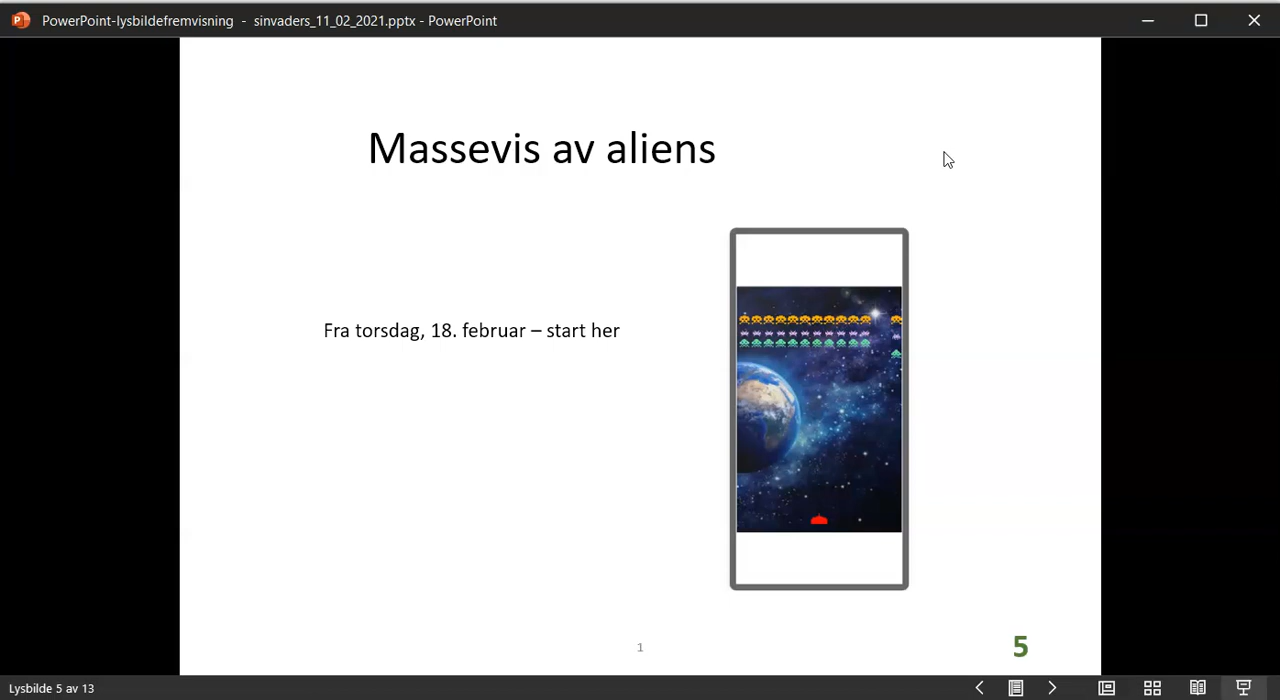 PowerPoint-lysbildefremvisning - sinvaders_11_02_2021.pptx - PowerPoint
Massevis av aliens
Fra torsdag, 18. februar – start her
1
5
Lysbilde 5 av 13